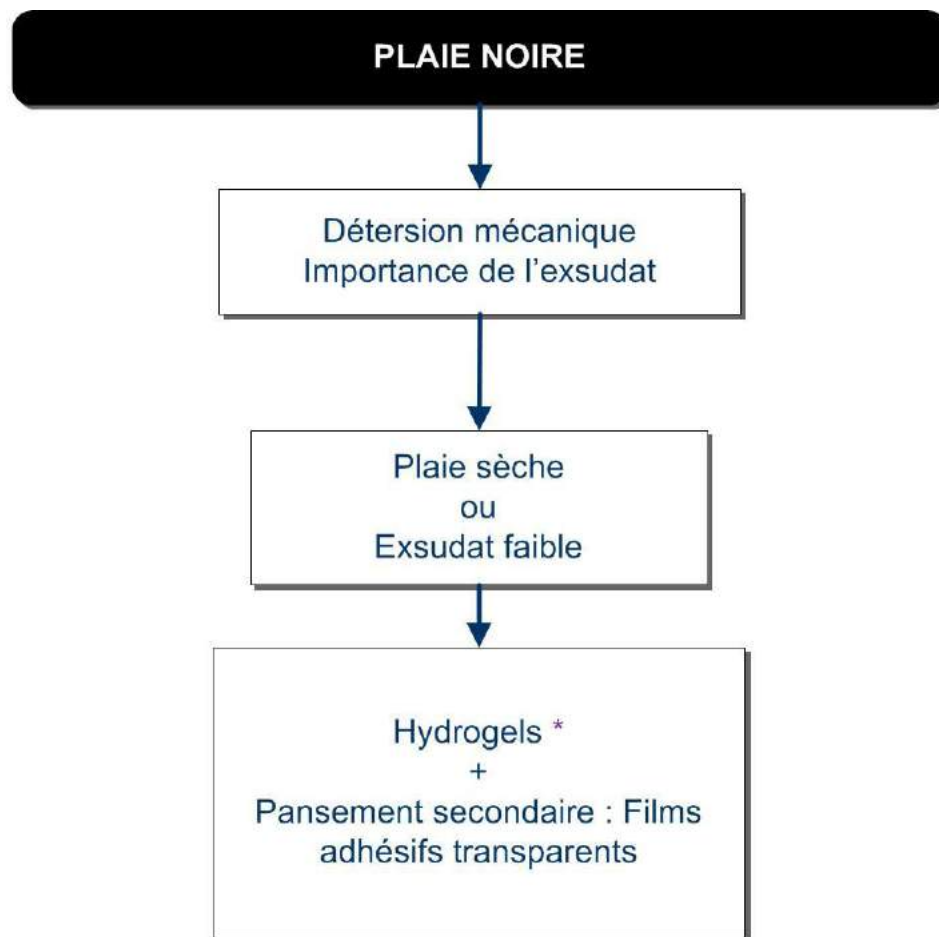 PLAIE NOIRE
Détersion mécanique
Importance de l'exsudat
Plaie sèche
ou
Exsudat faible
Hydrogels *
+
Pansement secondaire : Films
adhésifs transparents